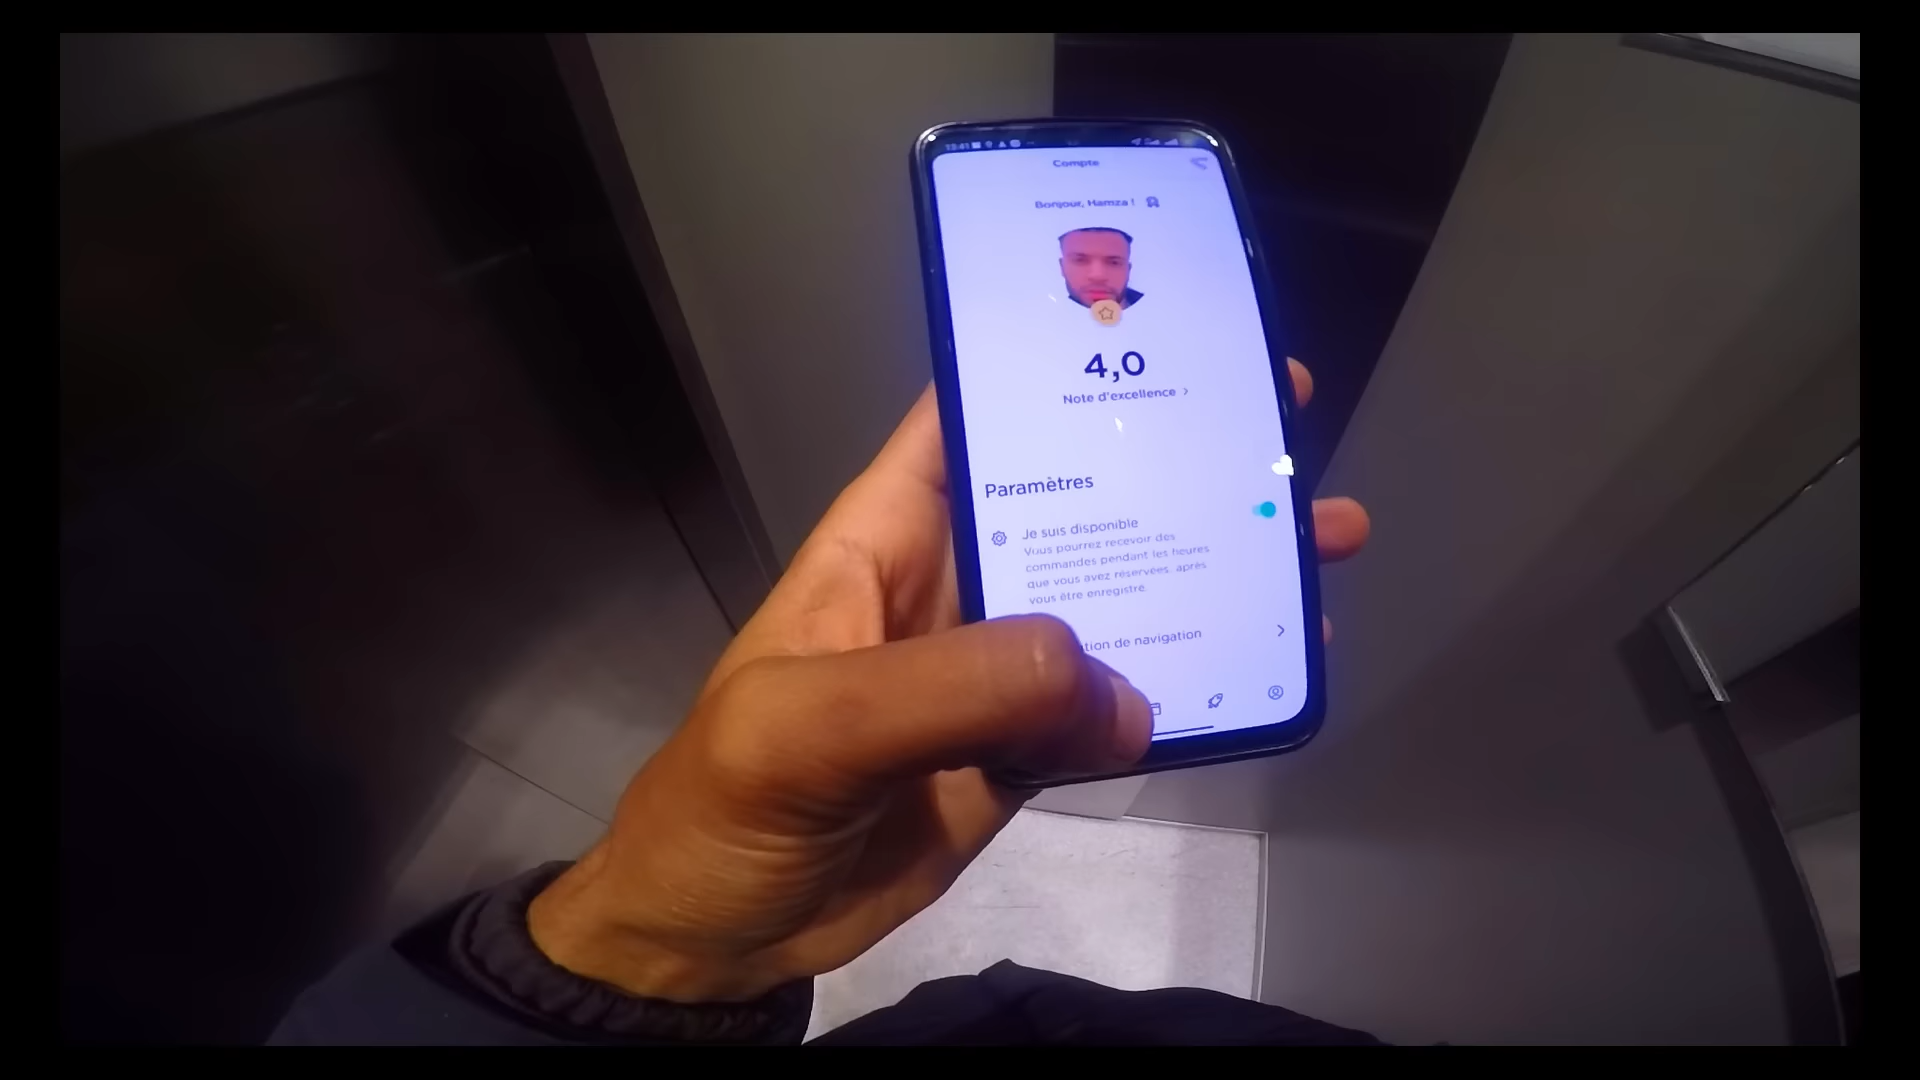 Compte
Bonjour, Hamza !
4,0
Note d'excellence >
Paramètres
Je suis disponible
Vous pourrez recevoir des
commandes pendant les heures
que vous avez réservées, après
vous être enregistré
tion de navigation